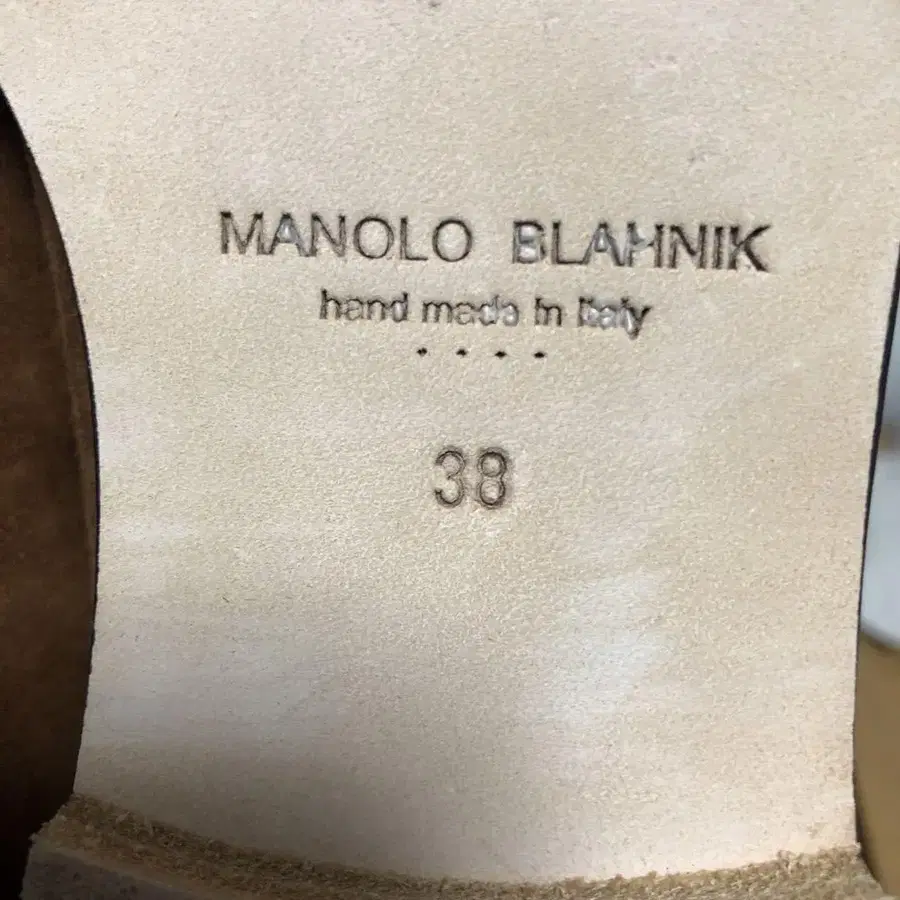 MANOLO BLAHNIK
hand made in Italy
....
38